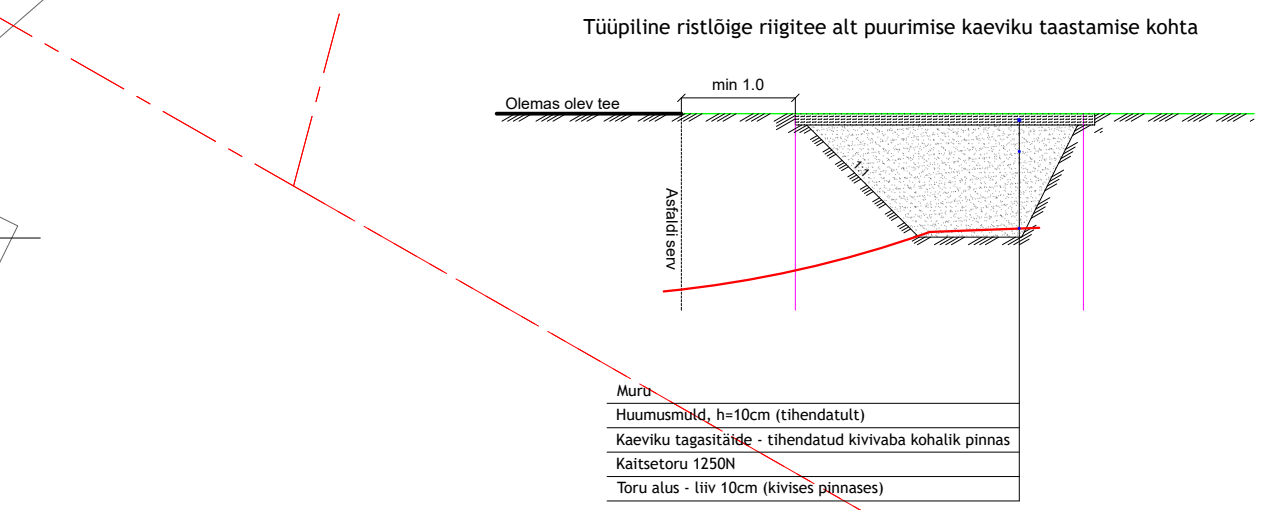 Tüüpiline ristlõige riigitee alt puurimise kaeviku taastamise kohta
min 1.0
Olemas olev tee
1:1
Asfaldi serv
Muru
Huumusmuld, h=10cm (tihendatult)
Kaeviku tagasitäide - tihendatud kivivaba kohalik pinnas
Kaitsetoru 1250N
Toru alus - liiv 10cm (kivises pinnases)